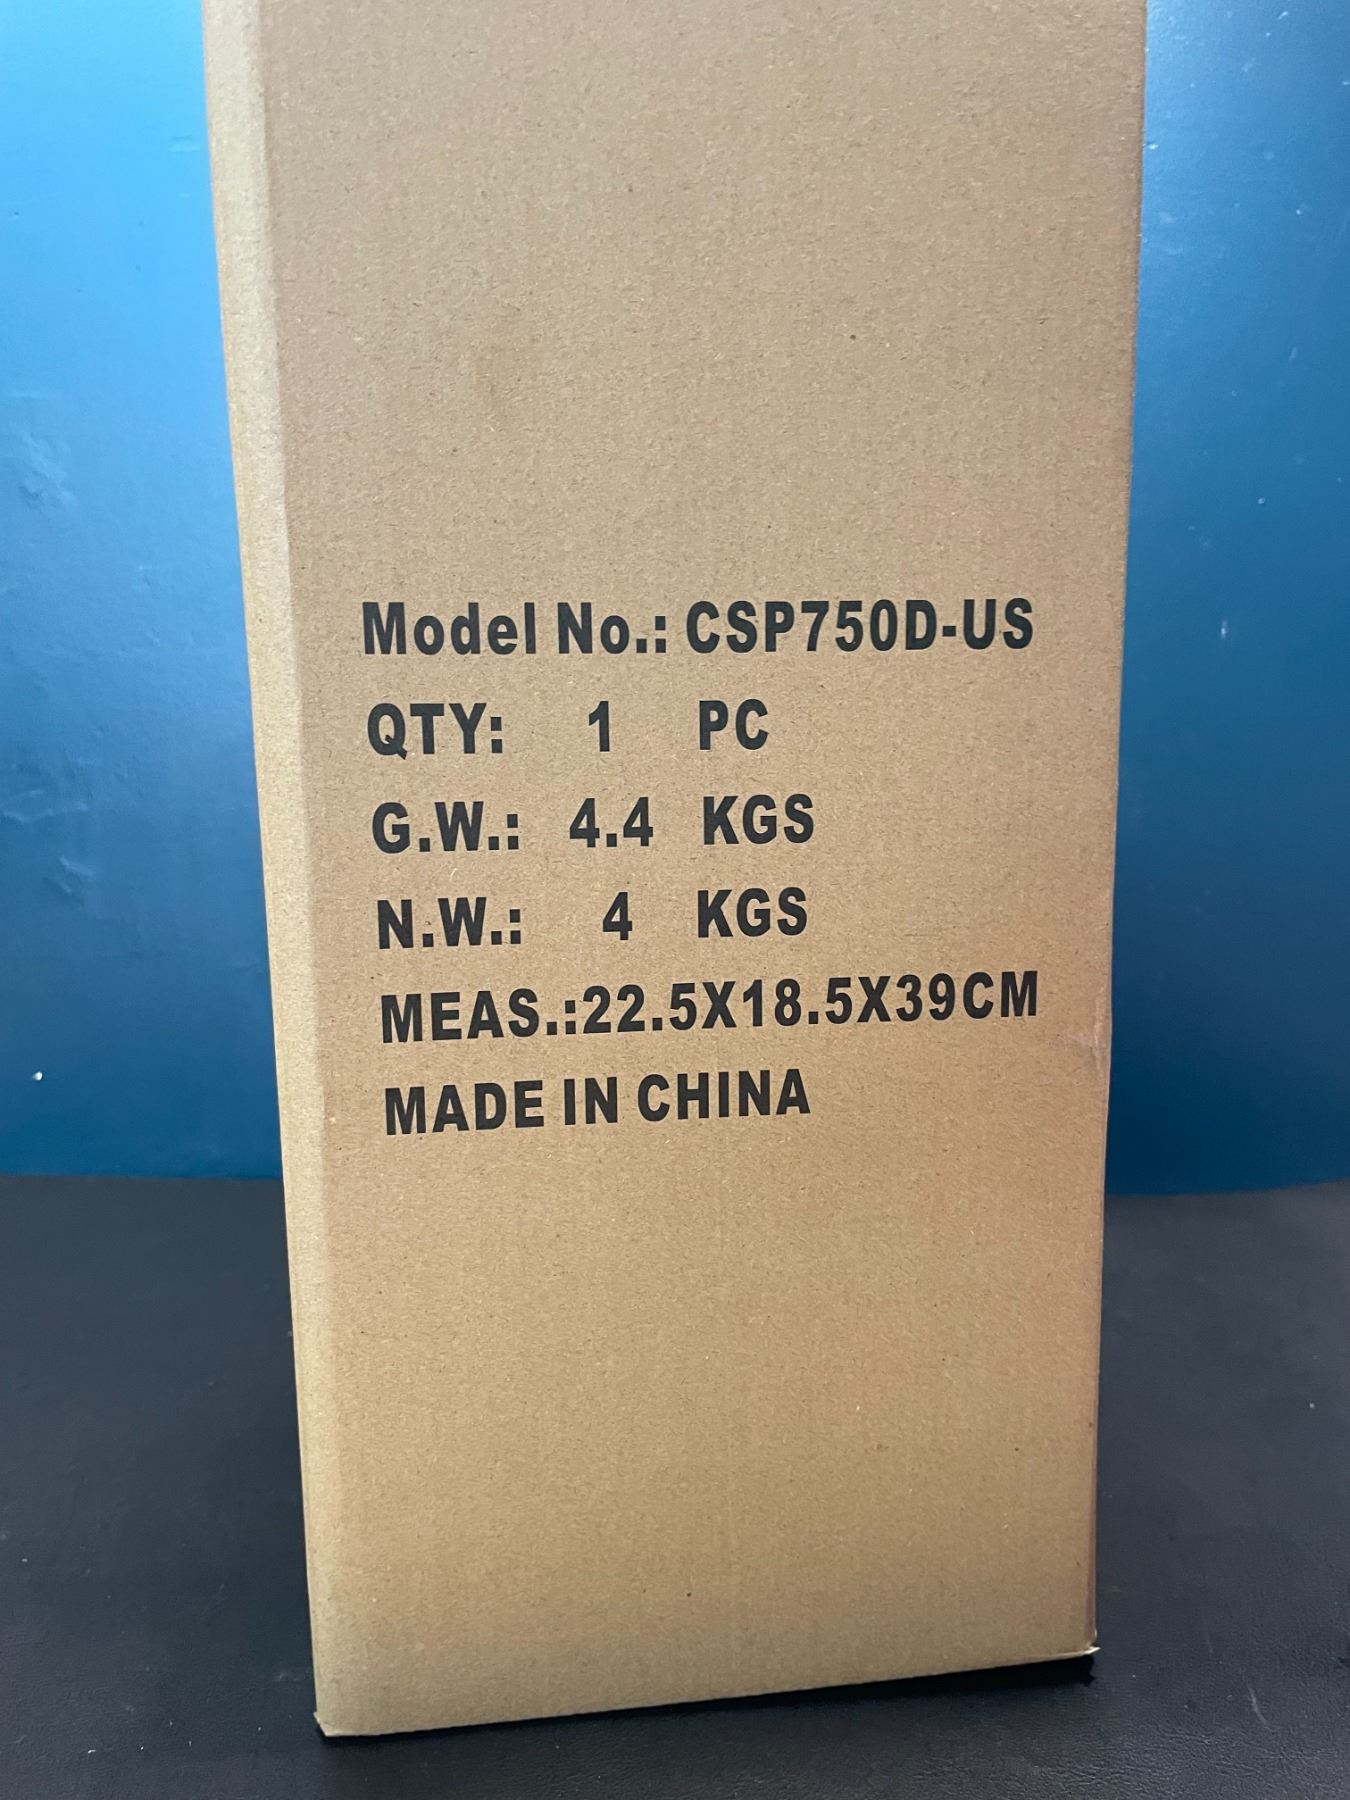 Model No.: CSP750D-US
QTY: 1 PC
G.W.: 4.4 KGS
N.W.: 4 KGS
MEAS.:22.5X18.5X39CM
MADE IN CHINA